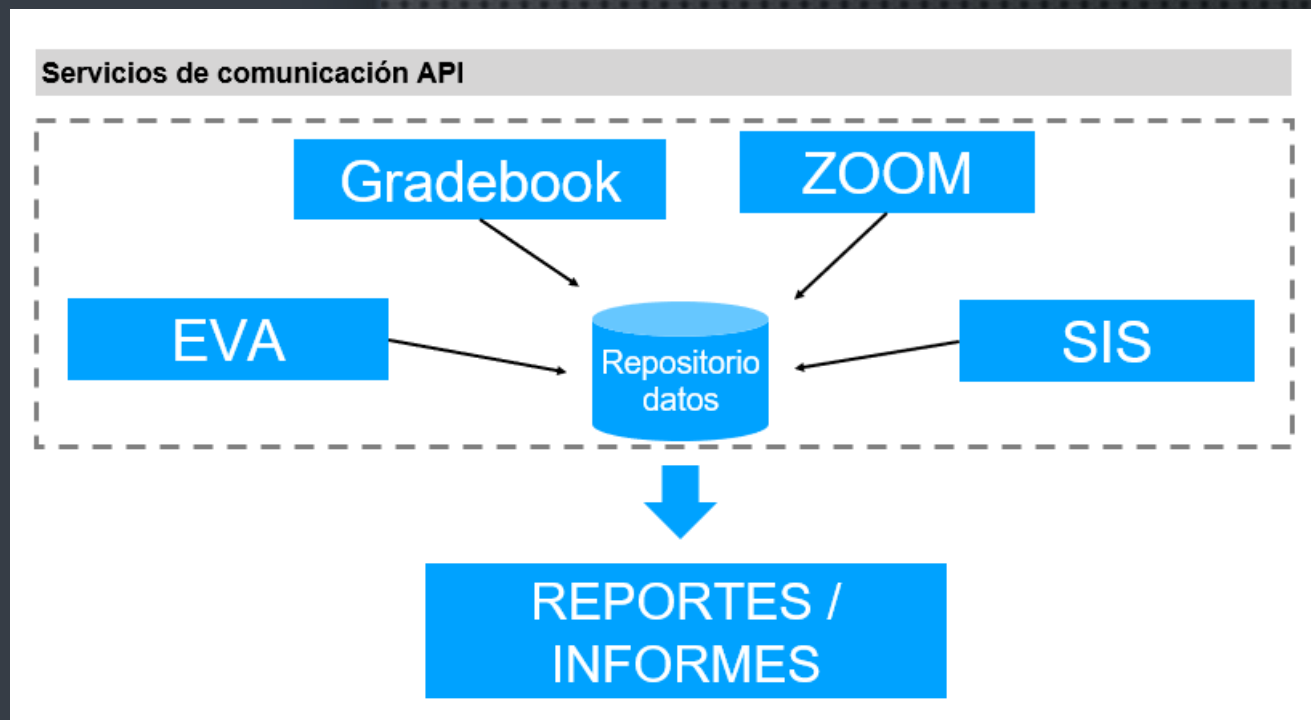 Servicios de comunicación API
Gradebook
ZOOM
EVA
SIS
Repositorio
datos
REPORTES /
INFORMES